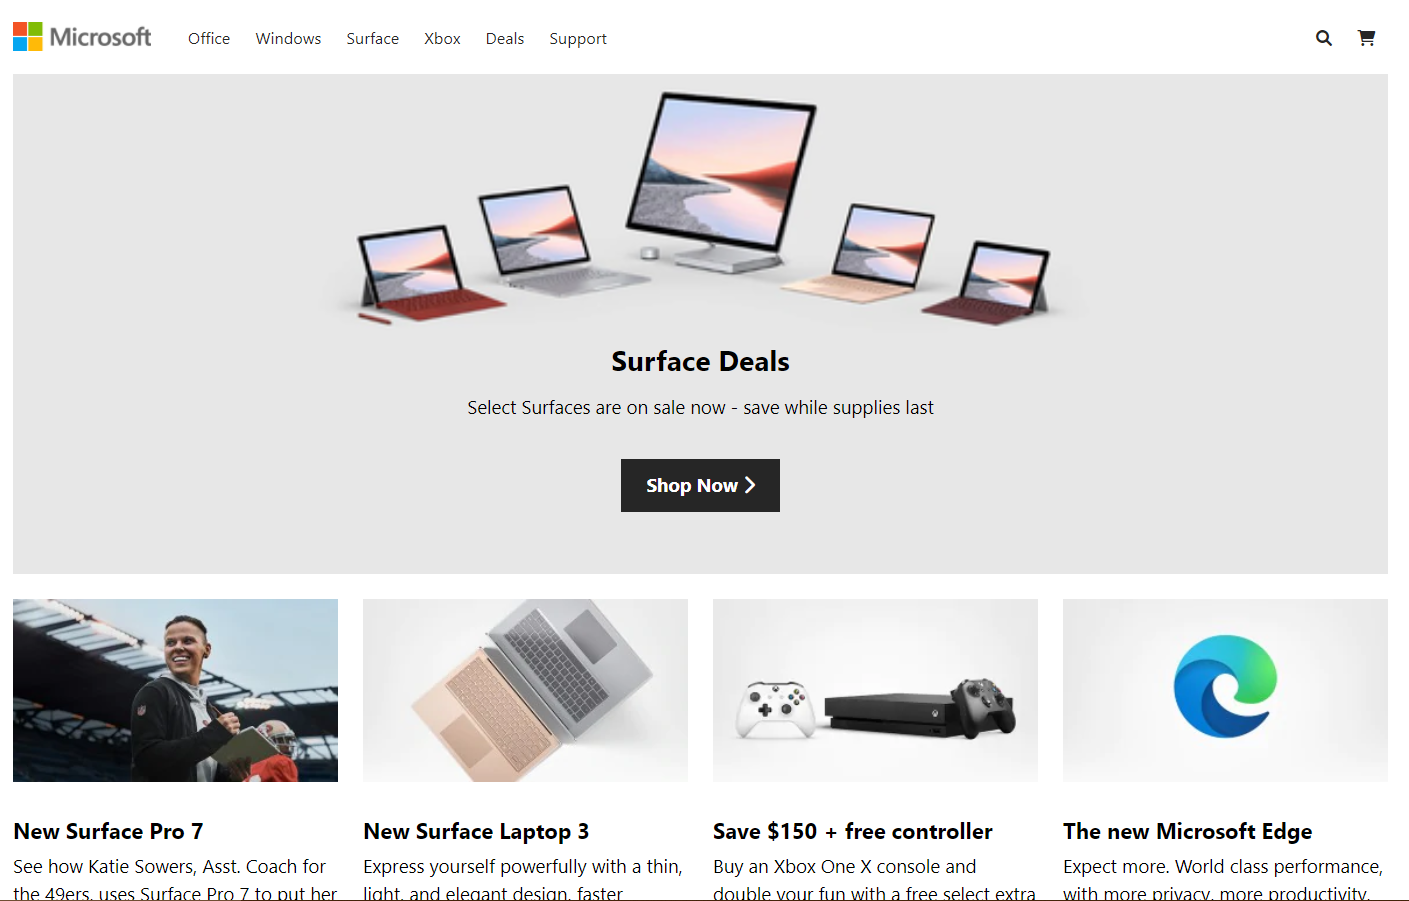 Microsoft Office Windows Surface Xbox Deals Support
Surface Deals
Select Surfaces are on sale now - save while supplies last
Shop Now
New Surface Pro 7
See how Katie Sowers, Asst. Coach for
the 49ers, uses Surface Pro 7 to put her
New Surface Laptop 3
Express yourself powerfully with a thin,
light, and elegant design, faster
Save $150 + free controller
Buy an Xbox One X console and
double your fun with a free select extra
The new Microsoft Edge
Expect more. World class performance,
with more privacy, more productivity,